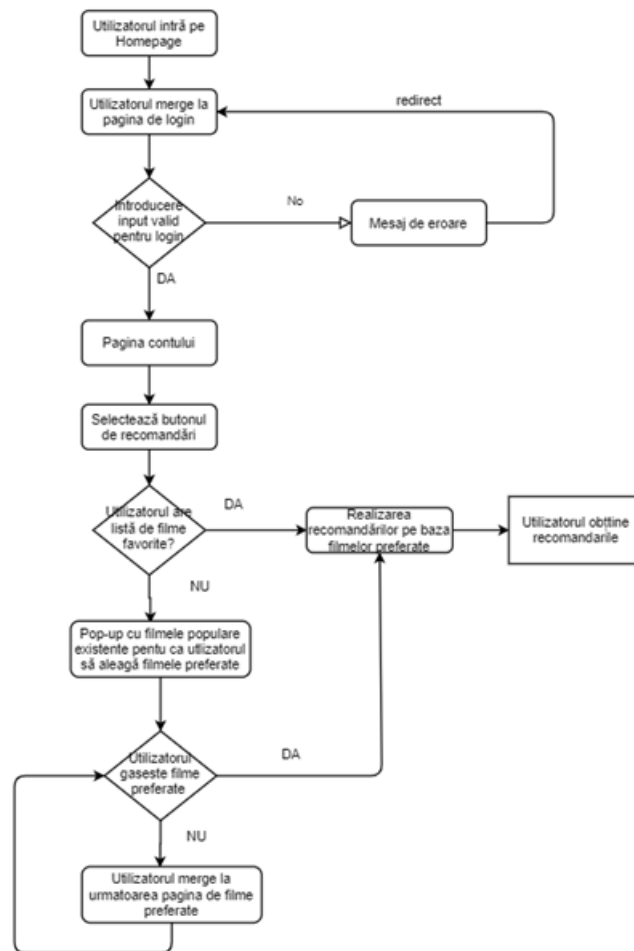 Utilizatorul intră pe
Homepage
Utilizatorul merge la
pagina de login
redirect
Introducere
input valid
pentru login
No
Mesaj de eroare
DA
Pagina contului
Selectează butonul
de recomandări
Utilizatorul are
listă de filme
favorite?
DA
Realizarea
recomandărilor pe baza
filmelor preferate
Utilizatorul obține
recomandarile
NU
Pop-up cu filmele populare
existente pentu ca utlizatorul
să aleagă filmele preferate
Utilizatorul
gaseste filme
preferate
DA
NU
Utilizatorul merge la
urmatoarea pagina de filme
preferate